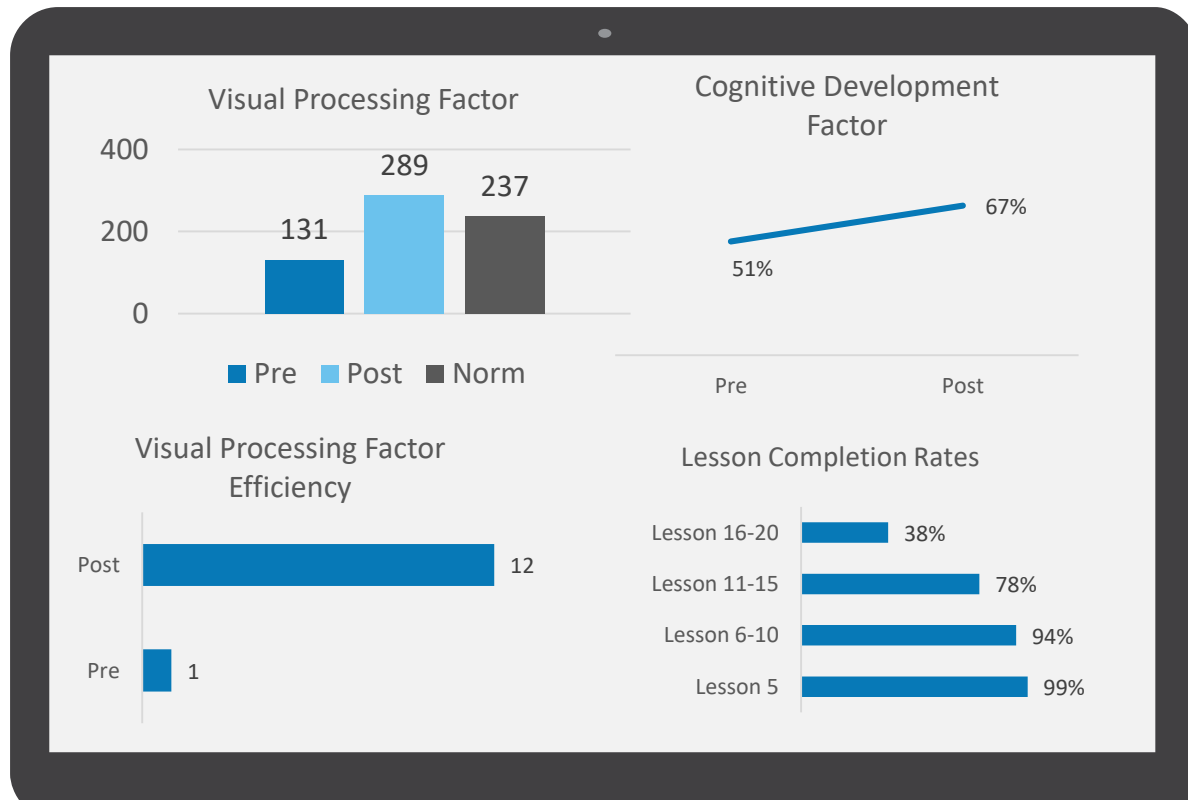 Visual Processing Factor
400
200
0
131
289
237
Pre Post Norm
Cognitive Development
Factor
51%
67%
Pre Post
Visual Processing Factor
Efficiency
Post 12
Pre 1
Lesson Completion Rates
Lesson 16-20 38%
Lesson 11-15 78%
Lesson 6-10 94%
Lesson 5 99%